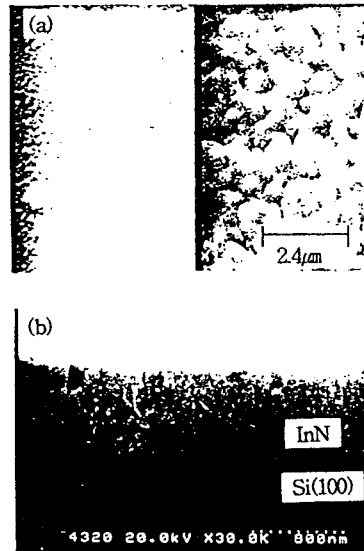 (a)
2.4μm
(b)
InN
Si(100)
4320 20.0kV X30.0K 800nm